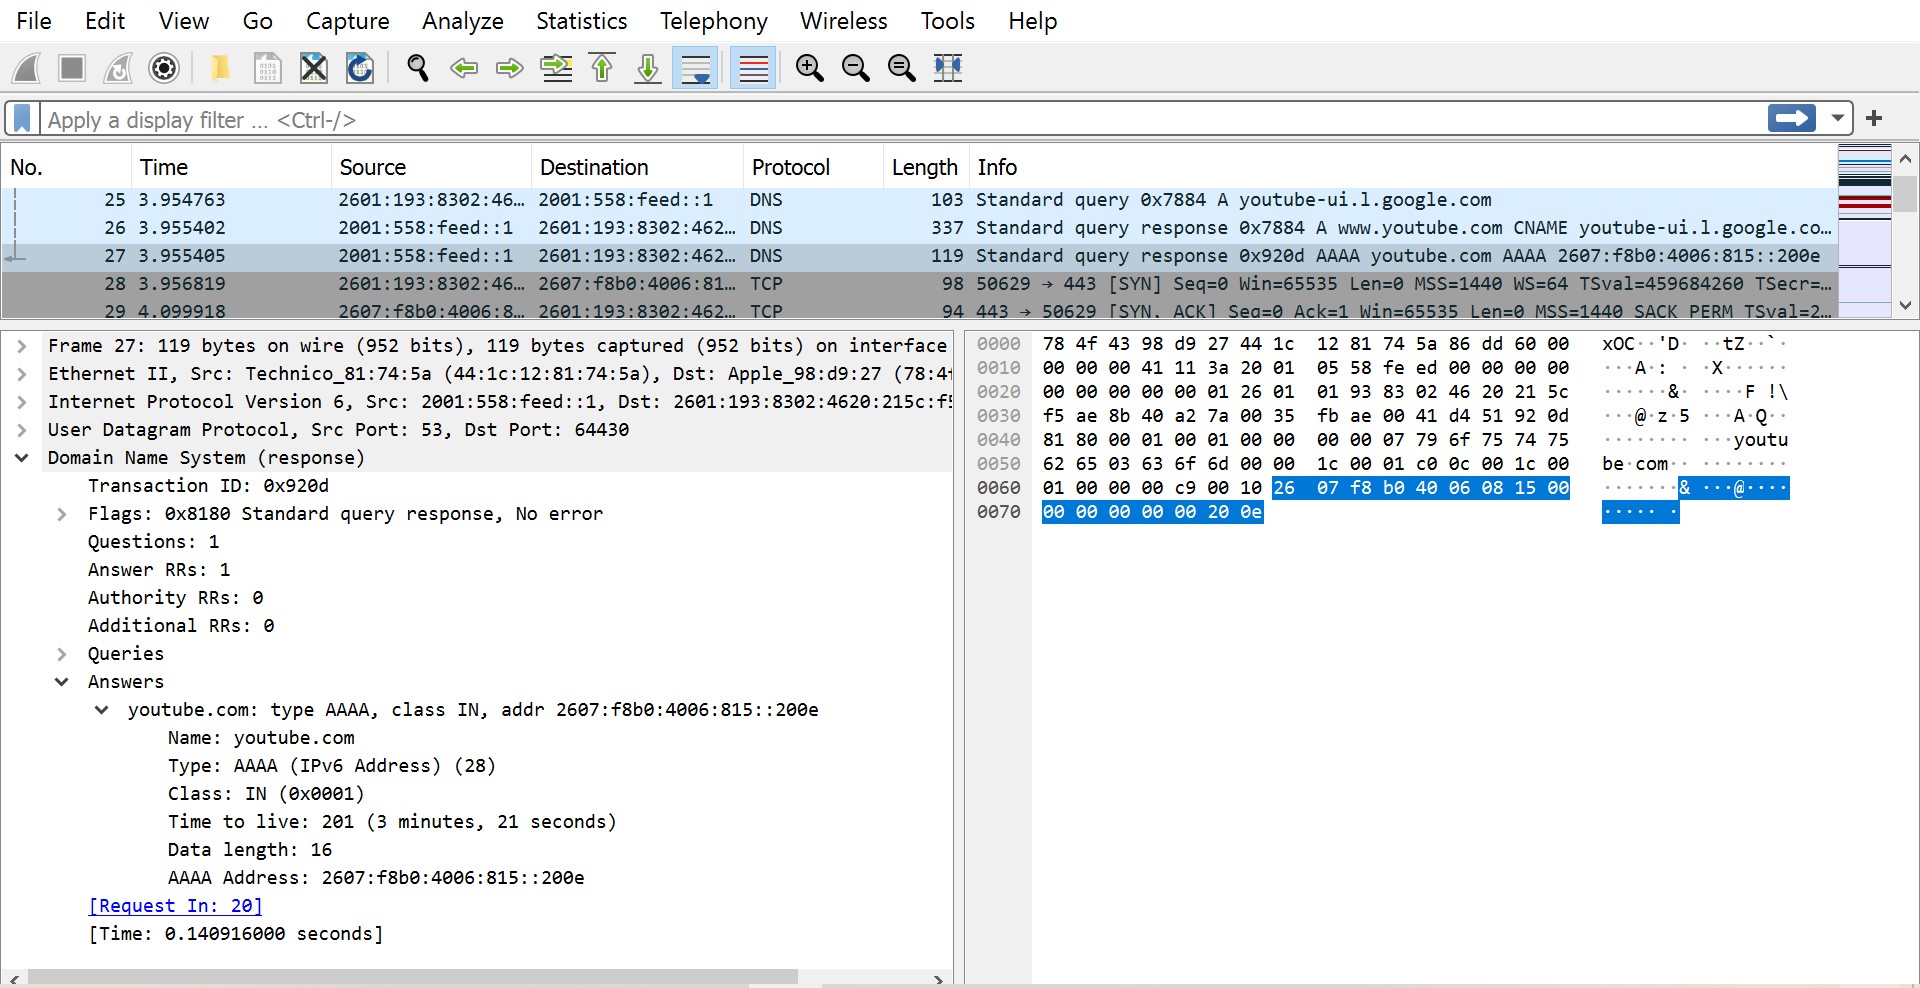 File Edit View Go Capture Analyze Statistics Telephony Wireless Tools Help
Apply a display filter ... <Ctrl-/>
No. Time Source Destination Protocol Length Info
25 3.954763 2601:193:8302:46… 2001:558:feed::1 DNS 103 Standard query 0x7884 A youtube-ui.l.google.com
26 3.955402 2001:558:feed::1 2601:193:8302:462… DNS 337 Standard query response 0x7884 A www.youtube.com CNAME youtube-ui.l.google.co…
27 3.955405 2001:558:feed::1 2601:193:8302:462… DNS 119 Standard query response 0x920d AAAA youtube.com AAAA 2607:f8b0:4006:815::200e
28 3.956819 2601:193:8302:46… 2607:f8b0:4006:81… TCP 98 50629 → 443 [SYN] Seq=0 Win=65535 Len=0 MSS=1440 WS=64 TSval=459684260 TSecr=…
29 4.099918 2607:f8b0:4006:8… 2601:193:8302:462… TCP 94 443 → 50629 [SYN, ACK] Seq=0 Ack=1 Win=65535 Len=0 MSS=1440 SACK_PERM TSval=2…
Frame 27: 119 bytes on wire (952 bits), 119 bytes captured (952 bits) on interface
Ethernet II, Src: Technico_81:74:5a (44:1c:12:81:74:5a), Dst: Apple_98:d9:27 (78:4f
Internet Protocol Version 6, Src: 2001:558:feed::1, Dst: 2601:193:8302:4620:215c:f5
User Datagram Protocol, Src Port: 53, Dst Port: 64430
Domain Name System (response)
Transaction ID: 0x920d
Flags: 0x8180 Standard query response, No error
Questions: 1
Answer RRs: 1
Authority RRs: 0
Additional RRs: 0
Queries
Answers
youtube.com: type AAAA, class IN, addr 2607:f8b0:4006:815::200e
Name: youtube.com
Type: AAAA (IPv6 Address) (28)
Class: IN (0x0001)
Time to live: 201 (3 minutes, 21 seconds)
Data length: 16
AAAA Address: 2607:f8b0:4006:815::200e
[Request In: 20]
[Time: 0.140916000 seconds]
0000 78 4f 43 98 d9 27 44 1c 12 81 74 5a 86 dd 60 00 xOC··'D· ··tZ··`·
0010 00 00 00 41 11 3a 20 01 05 58 fe ed 00 00 00 00 ···A·: · ·X······
0020 00 00 00 00 00 01 26 01 01 93 83 02 46 20 21 5c ······&· ····F !\
0030 f5 ae 8b 40 a2 7a 00 35 fb ae 00 41 d4 51 92 0d ···@·z·5 ···A·Q··
0040 81 80 00 01 00 01 00 00 00 00 07 79 6f 75 74 75 ········ ···youtu
0050 62 65 03 63 6f 6d 00 00 1c 00 01 c0 0c 00 1c 00 be·com·· ········
0060 01 00 00 00 c9 00 10 26 07 f8 b0 40 06 08 15 00 ·······& ···@····
0070 00 00 00 00 00 20 0e ····· ·